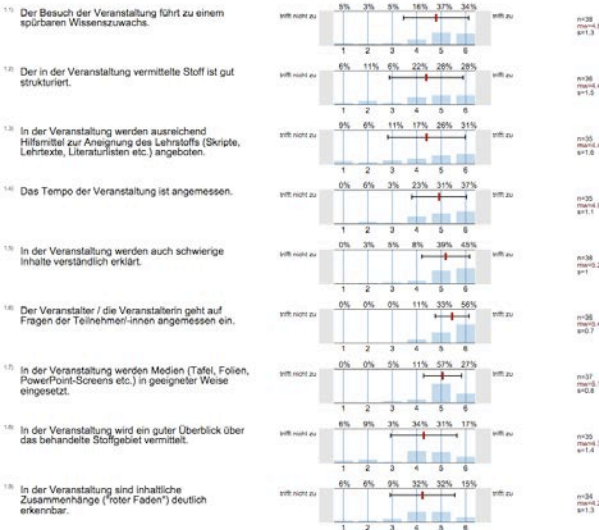 1.1) Der Besuch der Veranstaltung führt zu einem
spürbaren Wissenszuwachs.
trifft nicht zu
5% 3% 5% 16% 37% 34%
1 2 3 4 5 6
trifft zu
n=38
s=1,3
1.2) Der in der Veranstaltung vermittelte Stoff ist gut
strukturiert.
trifft nicht zu
6% 11% 6% 22% 28% 28%
1 2 3 4 5 6
trifft zu
n=36
s=1,5
1.3) In der Veranstaltung werden ausreichend
Hilfsmittel zur Aneignung des Lehrstoffs (Skripte,
Lehrtexte, Literaturlisten etc.) angeboten.
trifft nicht zu
9% 6% 11% 17% 26% 31%
1 2 3 4 5 6
trifft zu
n=35
s=1,6
1.4) Das Tempo der Veranstaltung ist angemessen.
trifft nicht zu
0% 6% 3% 23% 31% 37%
1 2 3 4 5 6
trifft zu
n=35
s=1,1
1.5) In der Veranstaltung werden auch schwierige
Inhalte verständlich erklärt.
trifft nicht zu
0% 3% 5% 8% 39% 45%
1 2 3 4 5 6
trifft zu
n=38
s=1
1.6) Der Veranstalter / die Veranstalterin geht auf
Fragen der Teilnehmer/-innen angemessen ein.
trifft nicht zu
0% 0% 0% 11% 33% 56%
1 2 3 4 5 6
trifft zu
n=36
s=0,7
1.7) In der Veranstaltung werden Medien (Tafel, Folien,
PowerPoint-Screens etc.) in geeigneter Weise
eingesetzt.
trifft nicht zu
0% 0% 5% 11% 57% 27%
1 2 3 4 5 6
trifft zu
n=37
s=0,8
1.8) In der Veranstaltung wird ein guter Überblick über
das behandelte Stoffgebiet vermittelt.
trifft nicht zu
6% 9% 3% 34% 31% 17%
1 2 3 4 5 6
trifft zu
n=35
s=1,4
1.9) In der Veranstaltung sind inhaltliche
Zusammenhänge ("roter Faden") deutlich
erkennbar.
trifft nicht zu
6% 6% 9% 32% 32% 15%
1 2 3 4 5 6
trifft zu
n=34
s=1,3